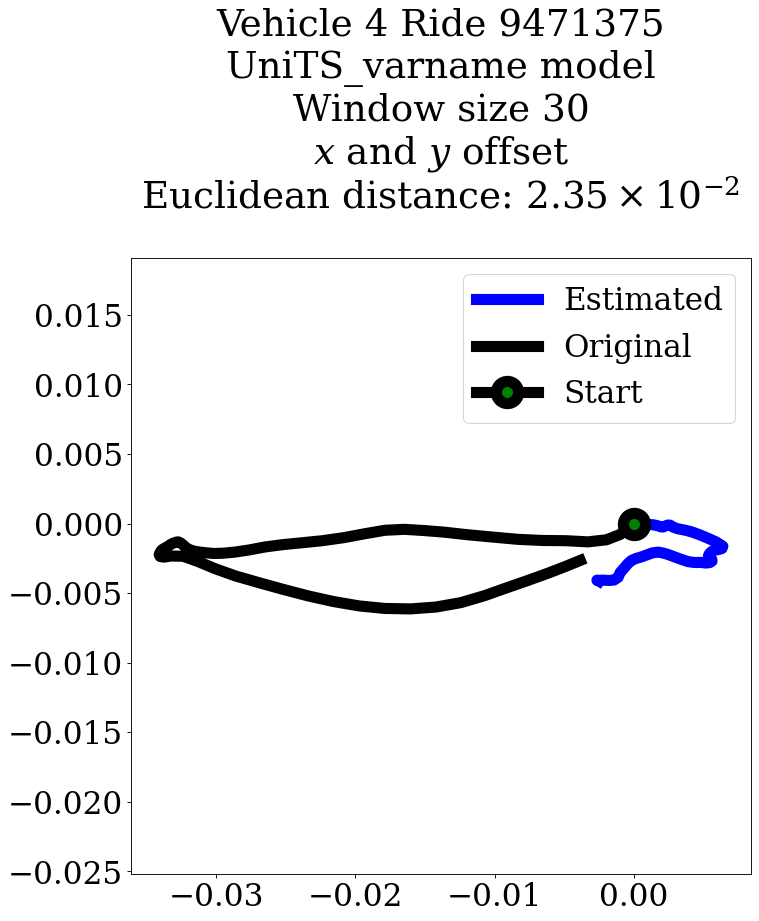 Vehicle 4 Ride 9471375
UniTS_varname model
Window size 30
x and y offset
Euclidean distance: 2.35 × 10⁻²
Estimated
Original
Start
0.015
0.010
0.005
0.000
−0.005
−0.010
−0.015
−0.020
−0.025
−0.03 −0.02 −0.01 0.00